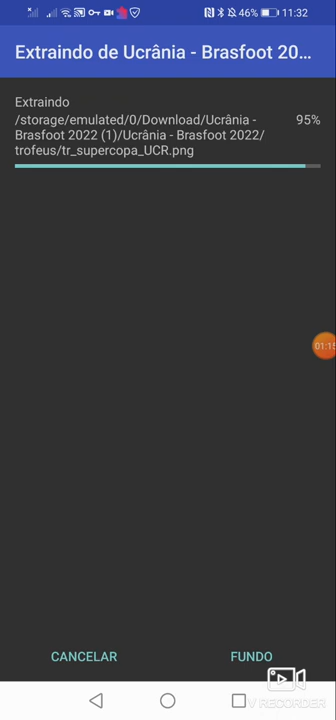 46% 11:32
Extraindo de Ucrânia - Brasfoot 20...
Extraindo
/storage/emulated/0/Download/Ucrânia - 95%
Brasfoot 2022 (1)/Ucrânia - Brasfoot 2022/
trofeus/tr_supercopa_UCR.png
01:15
CANCELAR FUNDO
V RECORDER